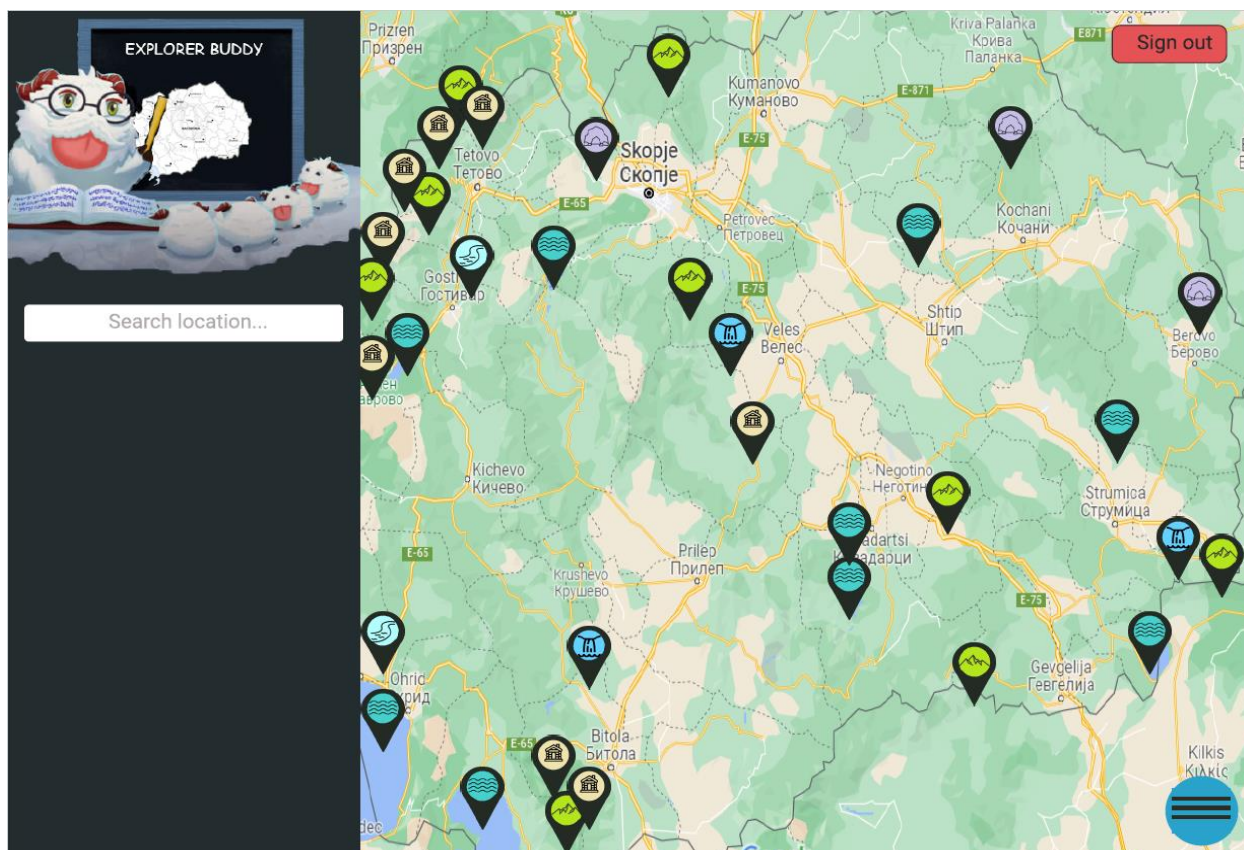 EXPLORER BUDDY
Search location...
Sign out
Prizren
Призрен
Kriva Palanka
Крива
Паланка
E871
Kumanovo
Куманово
E-871
E-75
Skopje
Скопје
Tetovo
Тетово
E-65
Petrovec
Петровец
Kochani
Кочани
Гостивар
E-75
Veles
Велес
Shtip
Штип
Berovo
Берово
Kichevo
Кичево
Negotino
Strumica
Струмица
E-65
Prilep
Прилеп
Krushevo
Крушево
E-75
Gevgelija
Гевгелија
Ohrid
E-65
Bitola
Битола
Kilkis
Κιλκίς